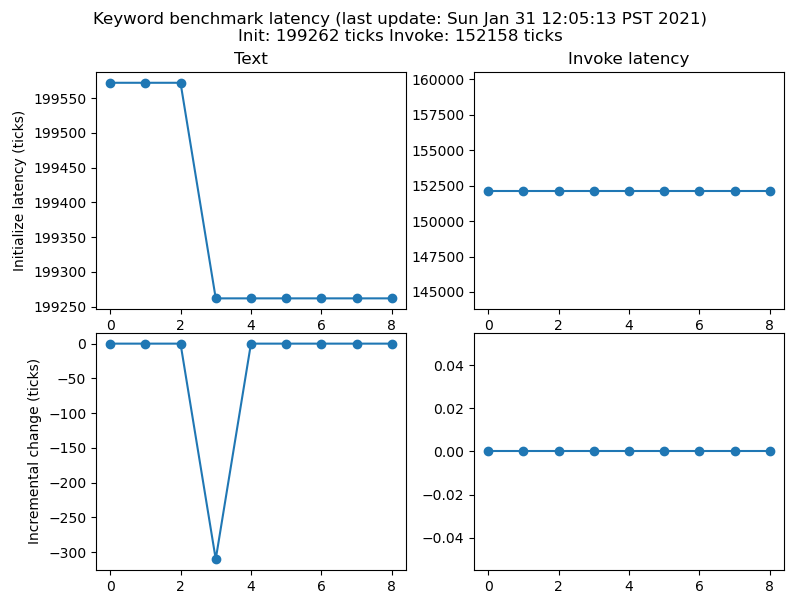 Keyword benchmark latency (last update: Sun Jan 31 12:05:13 PST 2021)
Init: 199262 ticks Invoke: 152158 ticks
Text
Invoke latency
Initialize latency (ticks)
199550
199500
199450
199400
199350
199300
199250
0 2 4 6 8
160000
157500
155000
152500
150000
147500
145000
0 2 4 6 8
Incremental change (ticks)
0
−50
−100
−150
−200
−250
−300
0 2 4 6 8
0.04
0.02
0.00
−0.02
−0.04
0 2 4 6 8